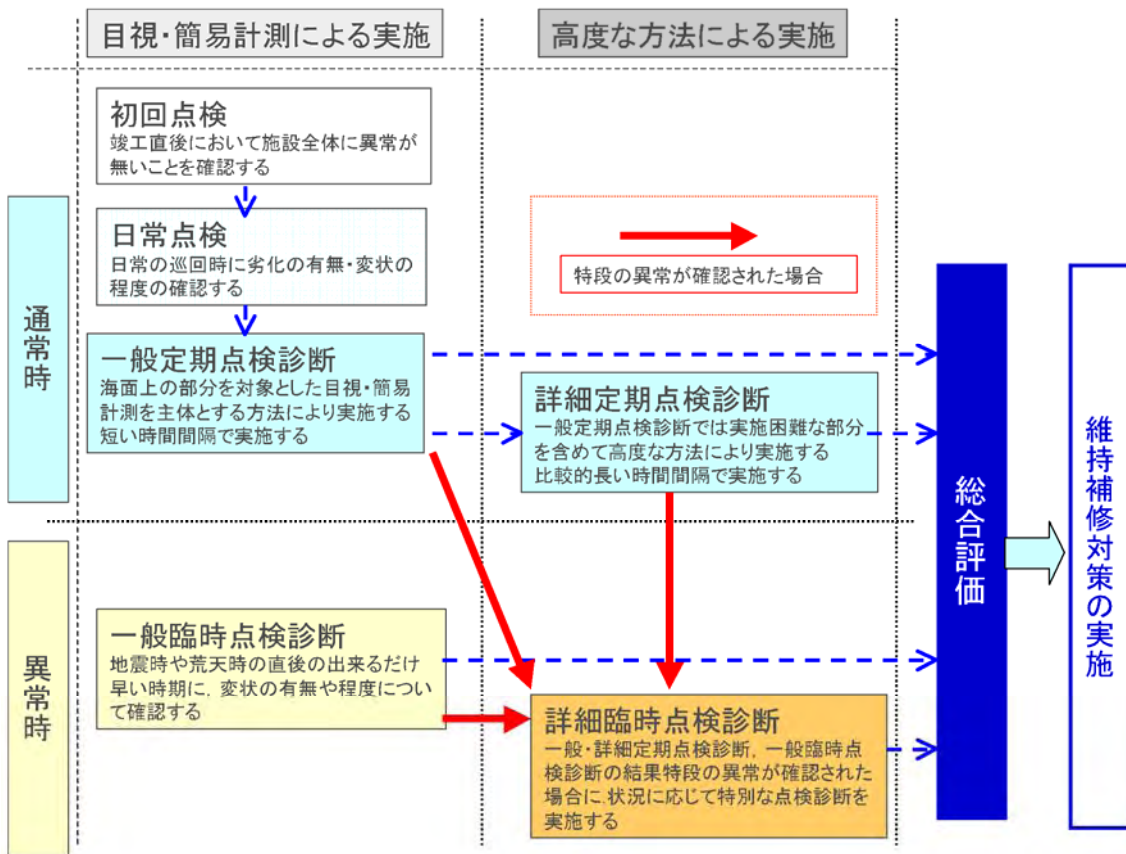 目視・簡易計測による実施
高度な方法による実施
初回点検
竣工直後において施設全体に異常が
無いことを確認する
通常時
日常点検
日常の巡回時に劣化の有無・変状の
程度の確認する
特段の異常が確認された場合
一般定期点検診断
海面上の部分を対象とした目視・簡易
計測を主体とする方法により実施する
短い時間間隔で実施する
詳細定期点検診断
一般定期点検診断では実施困難な部分
を含めて高度な方法により実施する
比較的長い時間間隔で実施する
異常時
一般臨時点検診断
地震時や荒天時の直後の出来るだけ
早い時期に，変状の有無や程度につい
て確認する
詳細臨時点検診断
一般・詳細定期点検診断，一般臨時点
検診断の結果特段の異常が確認された
場合に，状況に応じて特別な点検診断を
実施する
総合評価
維持補修対策の実施